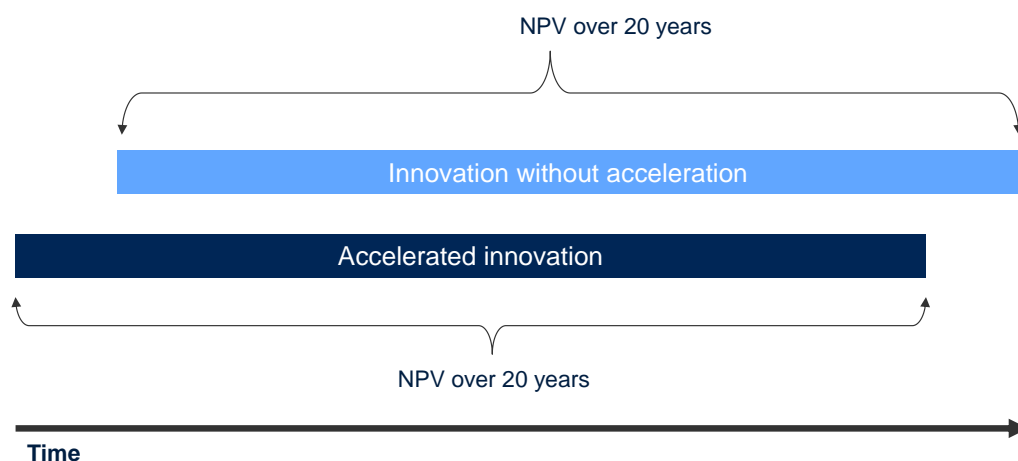 NPV over 20 years
Innovation without acceleration
Accelerated innovation
NPV over 20 years
Time